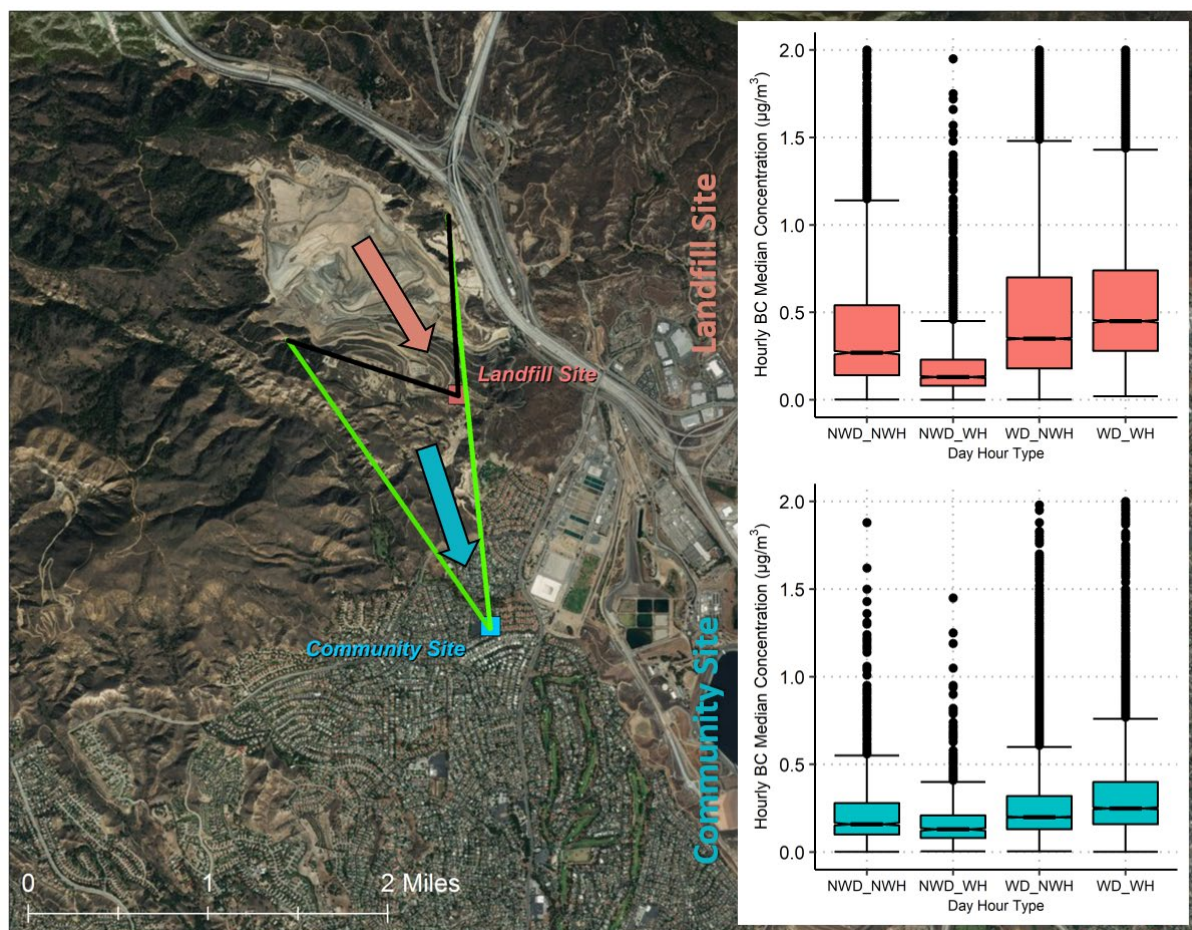 Landfill Site
Community Site
0 1 2 Miles
Landfill Site
Hourly BC Median Concentration (µg/m³)
2.0
1.5
1.0
0.5
0.0
NWD_NWH NWD_WH WD_NWH WD_WH
Day Hour Type
Community Site
Hourly BC Median Concentration (µg/m³)
2.0
1.5
1.0
0.5
0.0
NWD_NWH NWD_WH WD_NWH WD_WH
Day Hour Type